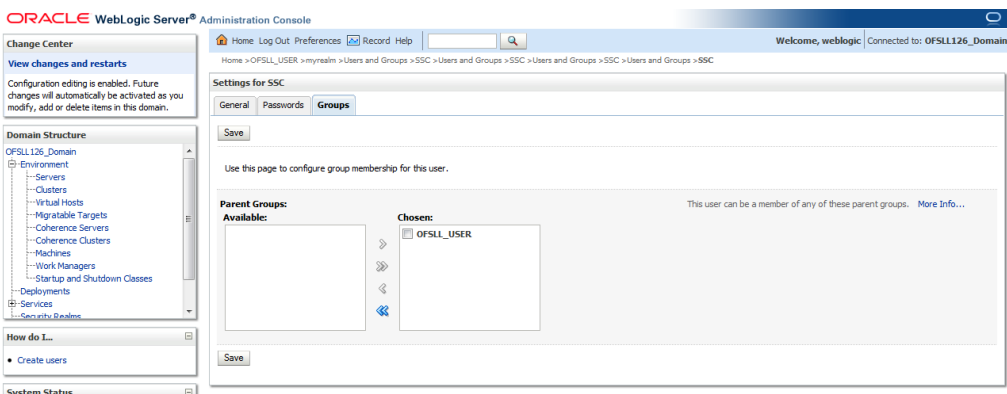 ORACLE WebLogic Server® Administration Console
Change Center
View changes and restarts
Configuration editing is enabled. Future
changes will automatically be activated as you
modify, add or delete items in this domain.
Domain Structure
OFSLL126_Domain
Environment
Servers
Clusters
Virtual Hosts
Migratable Targets
Coherence Servers
Coherence Clusters
Machines
Work Managers
Startup and Shutdown Classes
Deployments
Services
Security Realms
How do I...
Create users
System Status
Home Log Out Preferences Record Help
Welcome, weblogic Connected to: OFSLL126_Domain
Home >OFSLL_USER >myrealm >Users and Groups >SSC >Users and Groups >SSC >Users and Groups >SSC >Users and Groups >SSC
Settings for SSC
General Passwords Groups
Save
Use this page to configure group membership for this user.
Parent Groups:
This user can be a member of any of these parent groups. More Info...
Available: Chosen:
OFSLL_USER
Save